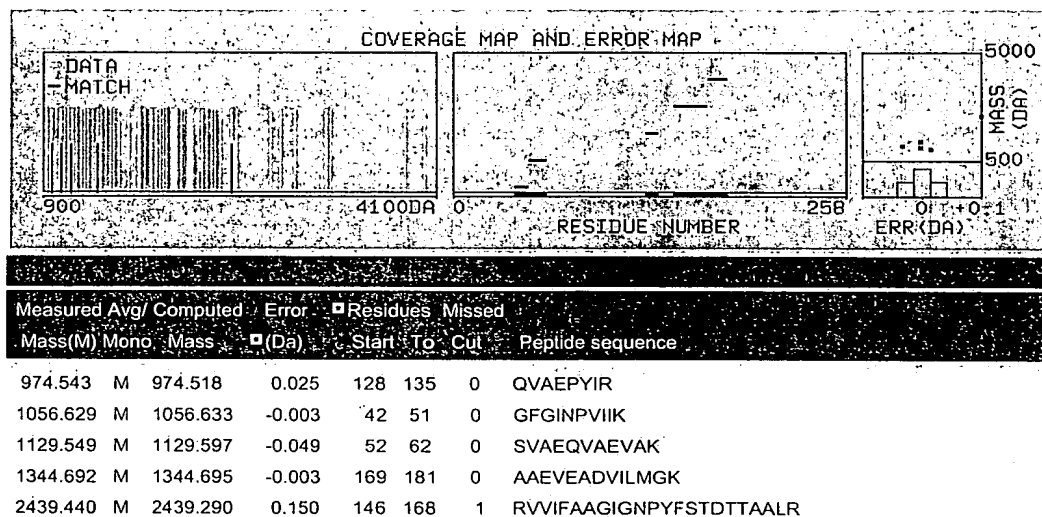 COVERAGE MAP AND ERROR MAP
DATA
MATCH
5000
MASS (DA)
500
900 4100DA 0 258 0 +0.1
RESIDUE NUMBER ERR(DA)
Measured Avg/ Computed Error Residues Missed
Mass(M) Mono Mass (Da) Start To Cut Peptide sequence
974.543 M 974.518 0.025 128 135 0 QVAEPYIR
1056.629 M 1056.633 -0.003 42 51 0 GFGINPVIIK
1129.549 M 1129.597 -0.049 52 62 0 SVAEQVAEVAK
1344.692 M 1344.695 -0.003 169 181 0 AAEVEADVILMGK
2439.440 M 2439.290 0.150 146 168 1 RVVIFAAGIGNPYFSTDTTAALR